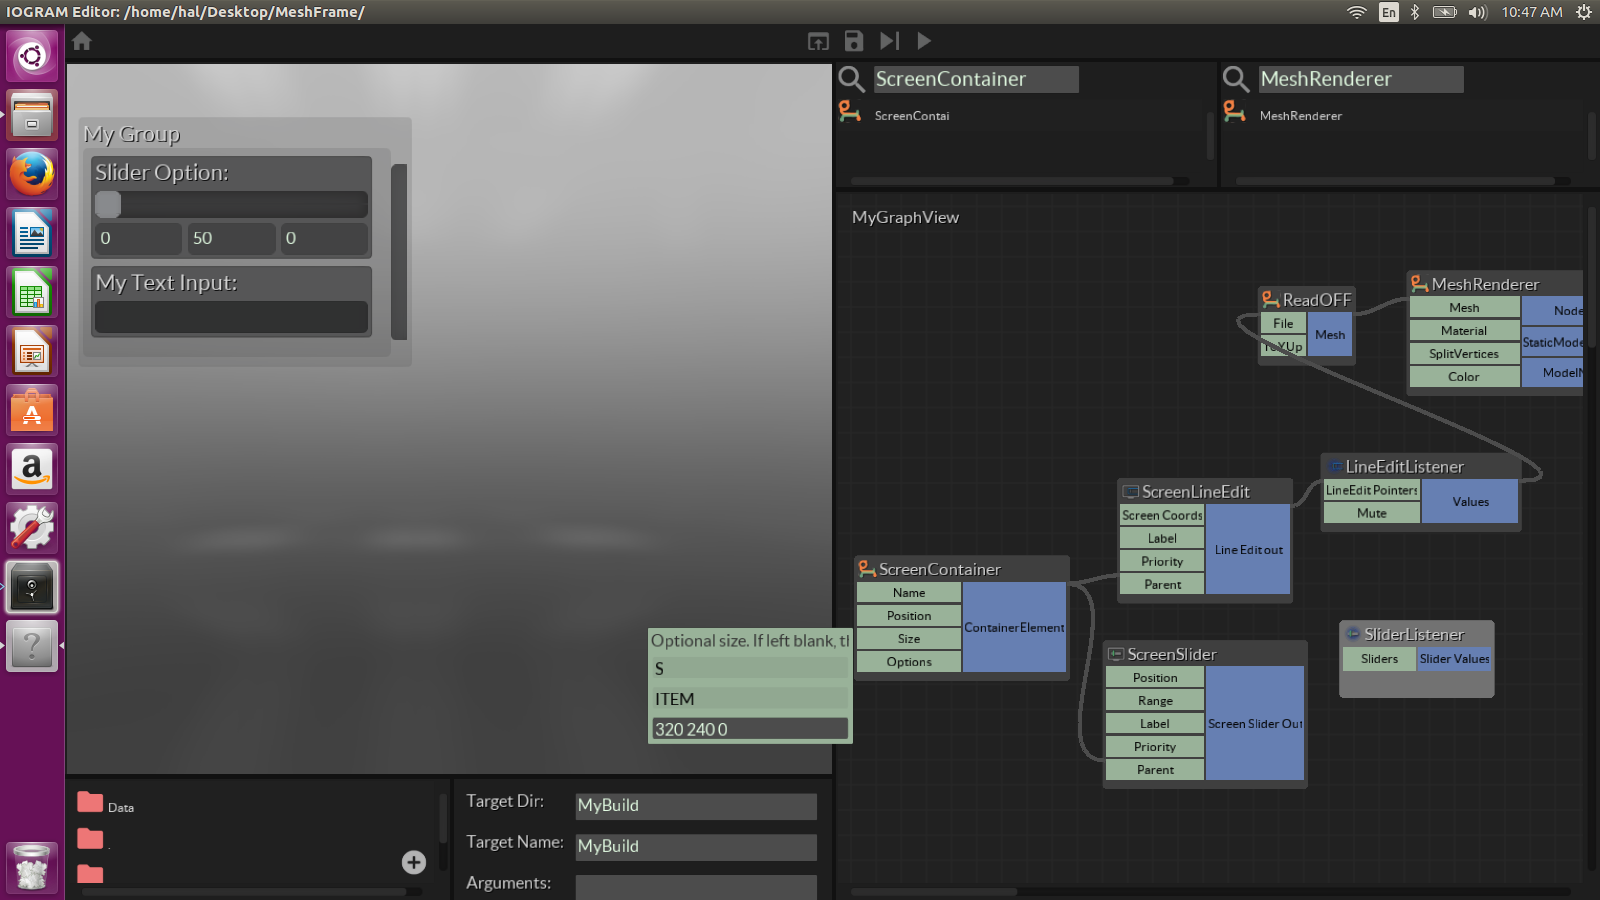 IOGRAM Editor: /home/hal/Desktop/MeshFrame/
En
10:47 AM
ScreenContainer
ScreenContai
MeshRenderer
MeshRenderer
My Group
Slider Option:
0 50 0
My Text Input:
MyGraphView
ReadOFF
File
Mesh
MeshRenderer
Mesh
Material
SplitVertices
Color
Node
StaticMode
ModelN
LineEditListener
LineEdit Pointers
Mute
Values
ScreenLineEdit
Screen Coords
Label
Priority
Parent
Line Edit out
ScreenContainer
Name
Position
Size
Options
ContainerElement
ScreenSlider
Position
Range
Label
Priority
Parent
Screen Slider Out
SliderListener
Sliders
Slider Values
Optional size. If left blank, th
S
ITEM
320 240 0
Data
.
Target Dir:
MyBuild
Target Name:
MyBuild
Arguments: